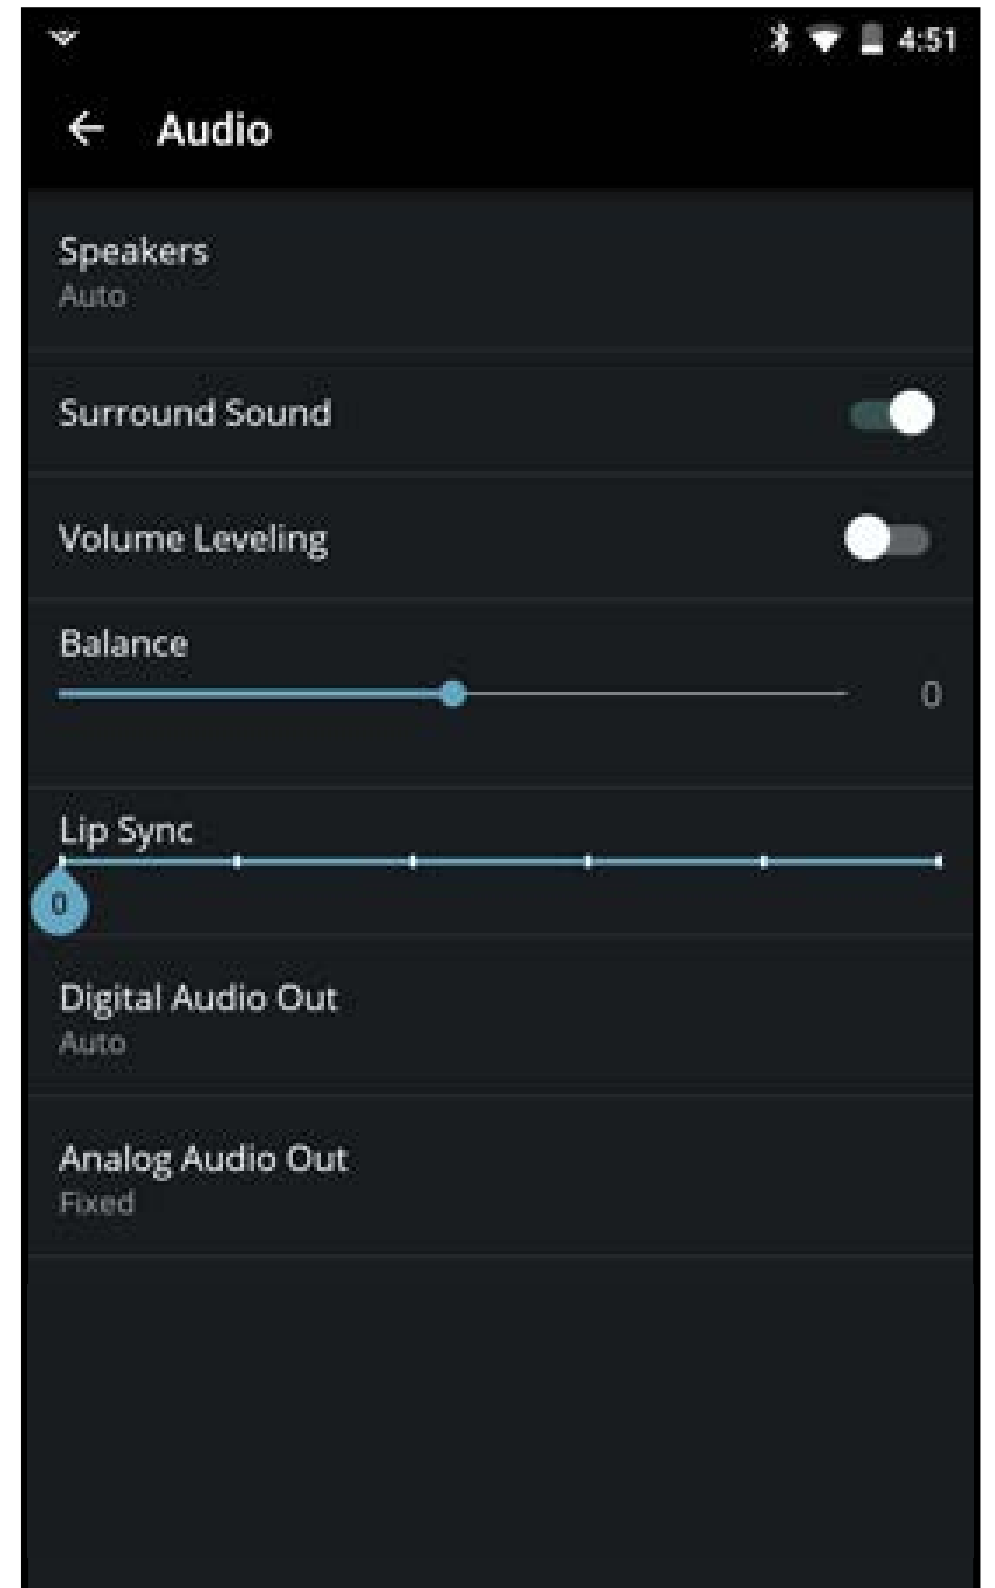 4:51
Audio
Speakers
Auto
Surround Sound
Volume Leveling
Balance
0
Lip Sync
0
Digital Audio Out
Auto
Analog Audio Out
Fixed